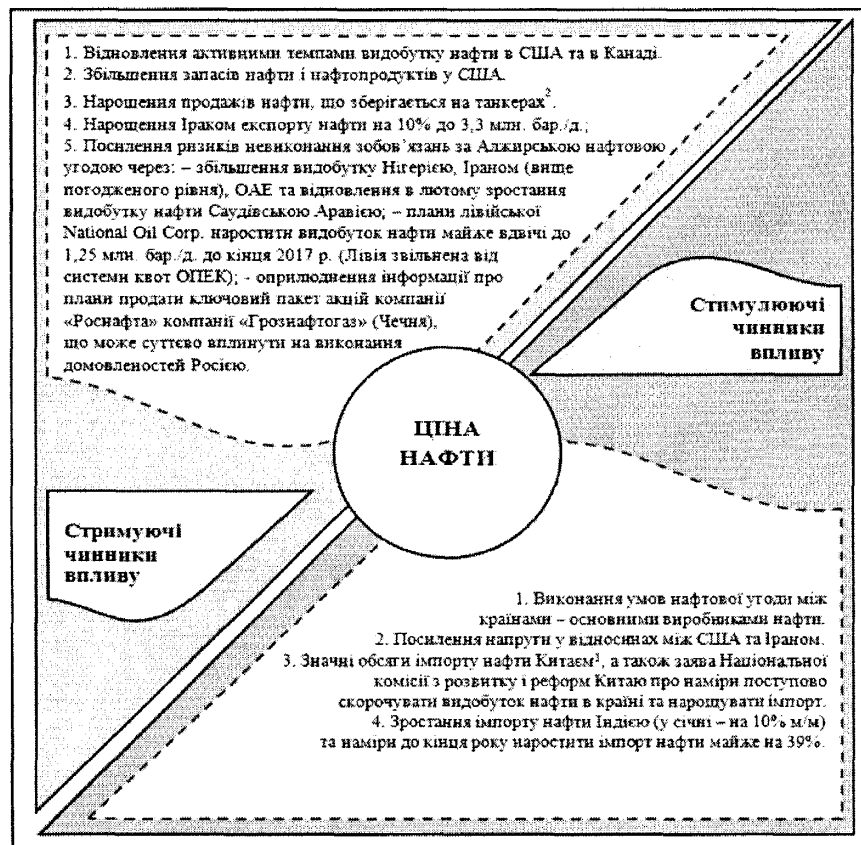 1. Відновлення активними темпами видобутку нафти в США та в Канаді.
2. Збільшення запасів нафти і нафтопродуктів у США.
3. Нарощення продажів нафти, що зберігається на танкерах².
4. Нарощення Іраком експорту нафти на 10% до 3,3 млн. бар./д.;
5. Посилення ризиків невиконання зобов’язань за Алжирською нафтовою
угодою через: – збільшення видобутку Нігерією, Іраном (вище
погодженого рівня), ОАЕ та відновлення в лютому зростання
видобутку нафти Саудівською Аравією; – плани лівійської
National Oil Corp. наростити видобуток нафти майже вдвічі до
1,25 млн. бар./д. до кінця 2017 р. (Лівія звільнена від
системи квот ОПЕК); - оприлюднення інформації про
плани продати ключовий пакет акцій компанії
«Роснафта» компанії «Грознафтогаз» (Чечня),
що може суттєво вплинути на виконання
домовленостей Росією.
Стимулюючі
чинники
впливу
ЦІНА
НАФТИ
Стримуючі
чинники
впливу
1. Виконання умов нафтової угоди між
країнами – основними виробниками нафти.
2. Посилення напруги у відносинах між США та Іраном.
3. Значні обсяги імпорту нафти Китаєм³, а також заява Національної
комісії з розвитку і реформ Китаю про наміри поступово
скорочувати видобуток нафти в країні та нарощувати імпорт.
4. Зростання імпорту нафти Індією (у січні – на 10% м/м)
та наміри до кінця року наростити імпорт нафти майже на 39%.